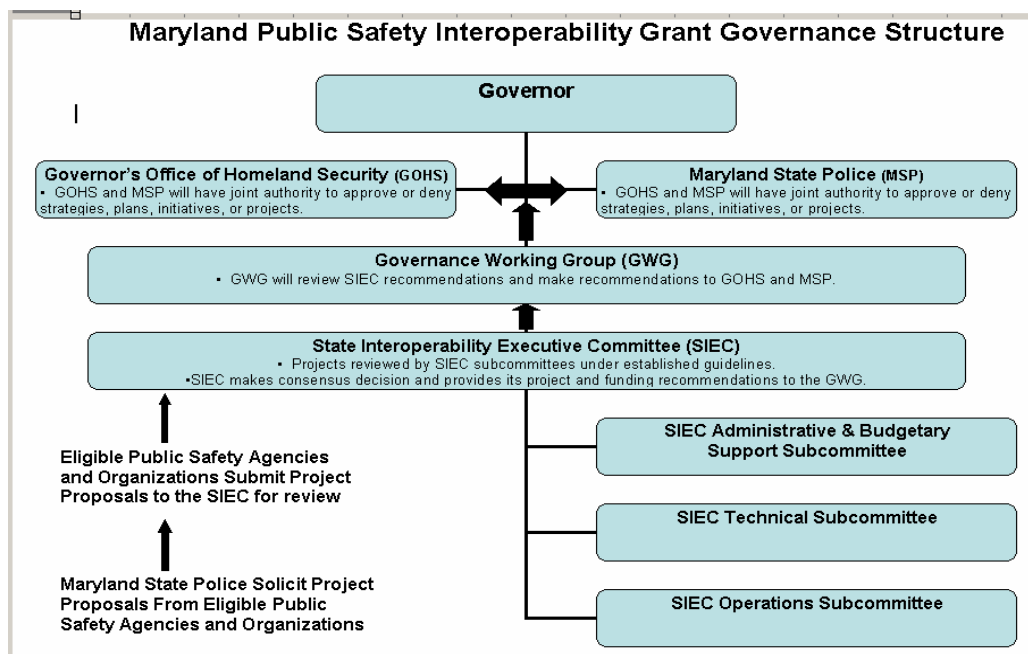 Maryland Public Safety Interoperability Grant Governance Structure
Governor
Governor's Office of Homeland Security (GOHS)
▪ GOHS and MSP will have joint authority to approve or deny
strategies, plans, initiatives, or projects.
Maryland State Police (MSP)
▪ GOHS and MSP will have joint authority to approve or deny
strategies, plans, initiatives, or projects.
Governance Working Group (GWG)
▪ GWG will review SIEC recommendations and make recommendations to GOHS and MSP.
State Interoperability Executive Committee (SIEC)
▪ Projects reviewed by SIEC subcommittees under established guidelines.
▪SIEC makes consensus decision and provides its project and funding recommendations to the GWG.
Eligible Public Safety Agencies
and Organizations Submit Project
Proposals to the SIEC for review
Maryland State Police Solicit Project
Proposals From Eligible Public
Safety Agencies and Organizations
SIEC Administrative & Budgetary
Support Subcommittee
SIEC Technical Subcommittee
SIEC Operations Subcommittee